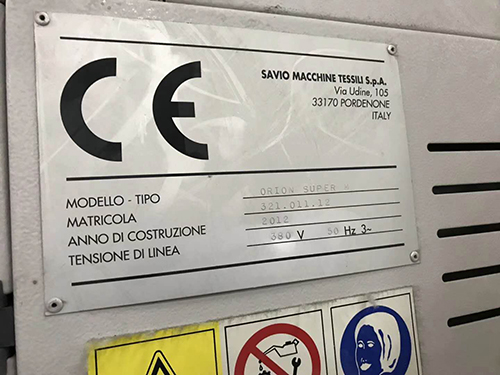 CE
SAVIO MACCHINE TESSILI S.p.A.
Via Udine, 105
33170 PORDENONE
ITALY
MODELLO - TIPO ORION SUPER M
MATRICOLA 321.011.12
ANNO DI COSTRUZIONE 2012
TENSIONE DI LINEA 380 V 50 Hz 3~